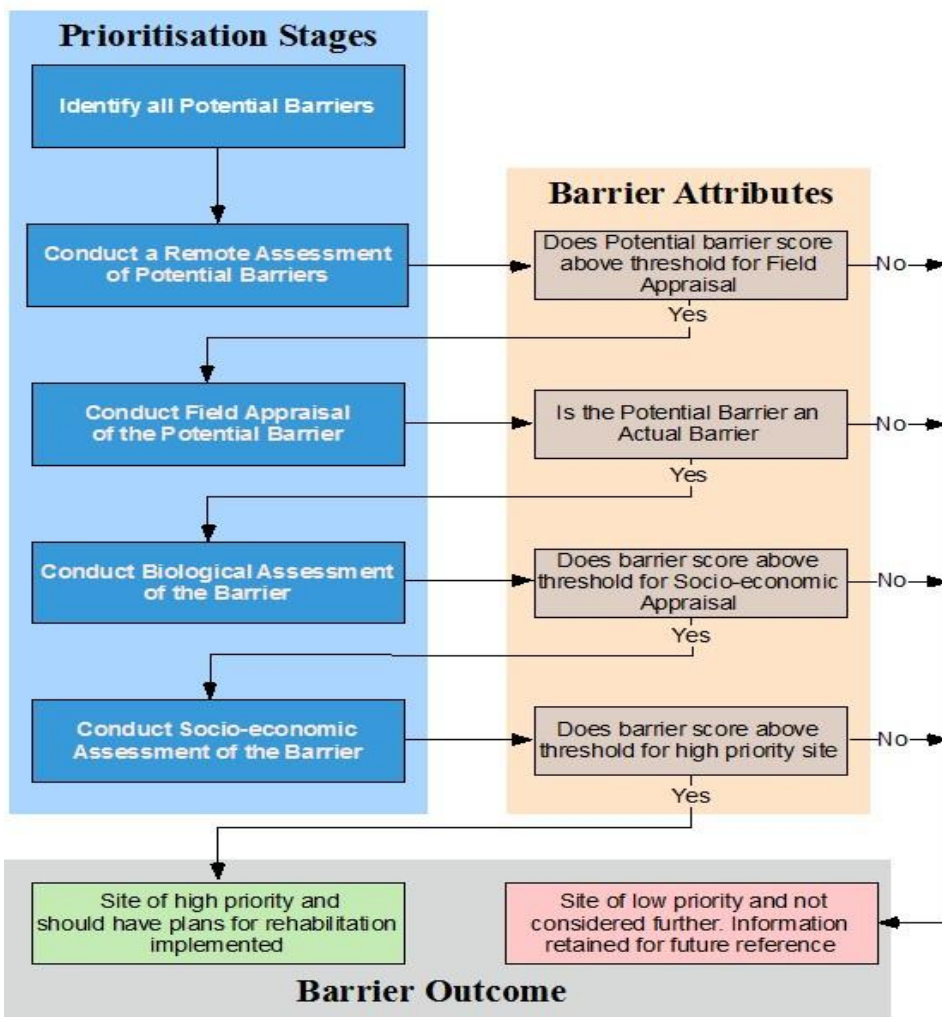 Prioritisation Stages
Identify all Potential Barriers
Barrier Attributes
Conduct a Remote Assessment
of Potential Barriers
Does Potential barrier score
above threshold for Field
Appraisal
No
Yes
Conduct Field Appraisal
of the Potential Barrier
Is the Potential Barrier an
Actual Barrier
No
Yes
Conduct Biological Assessment
of the Barrier
Does barrier score above
threshold for Socio-economic
Appraisal
No
Yes
Conduct Socio-economic
Assessment of the Barrier
Does barrier score above
threshold for high priority site
No
Yes
Site of high priority and
should have plans for rehabilitation
implemented
Site of low priority and not
considered further. Information
retained for future reference
Barrier Outcome